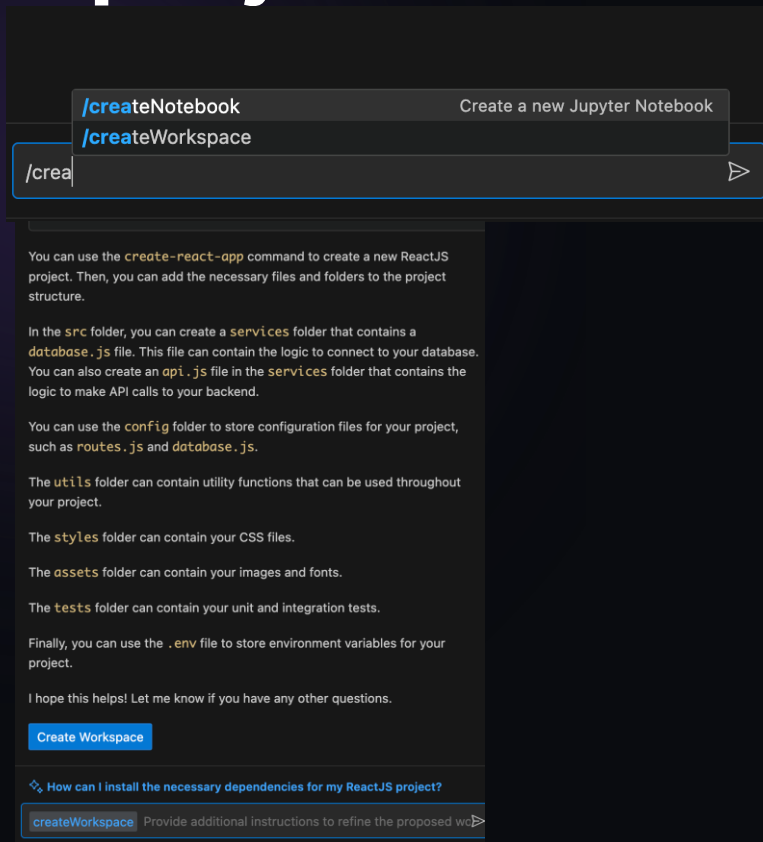 /createNotebook Create a new Jupyter Notebook
/createWorkspace
/crea
You can use the create-react-app command to create a new ReactJS
project. Then, you can add the necessary files and folders to the project
structure.
In the src folder, you can create a services folder that contains a
database.js file. This file can contain the logic to connect to your database.
You can also create an api.js file in the services folder that contains the
logic to make API calls to your backend.
You can use the config folder to store configuration files for your project,
such as routes.js and database.js.
The utils folder can contain utility functions that can be used throughout
your project.
The styles folder can contain your CSS files.
The assets folder can contain your images and fonts.
The tests folder can contain your unit and integration tests.
Finally, you can use the .env file to store environment variables for your
project.
I hope this helps! Let me know if you have any other questions.
Create Workspace
How can I install the necessary dependencies for my ReactJS project?
createWorkspace Provide additional instructions to refine the proposed